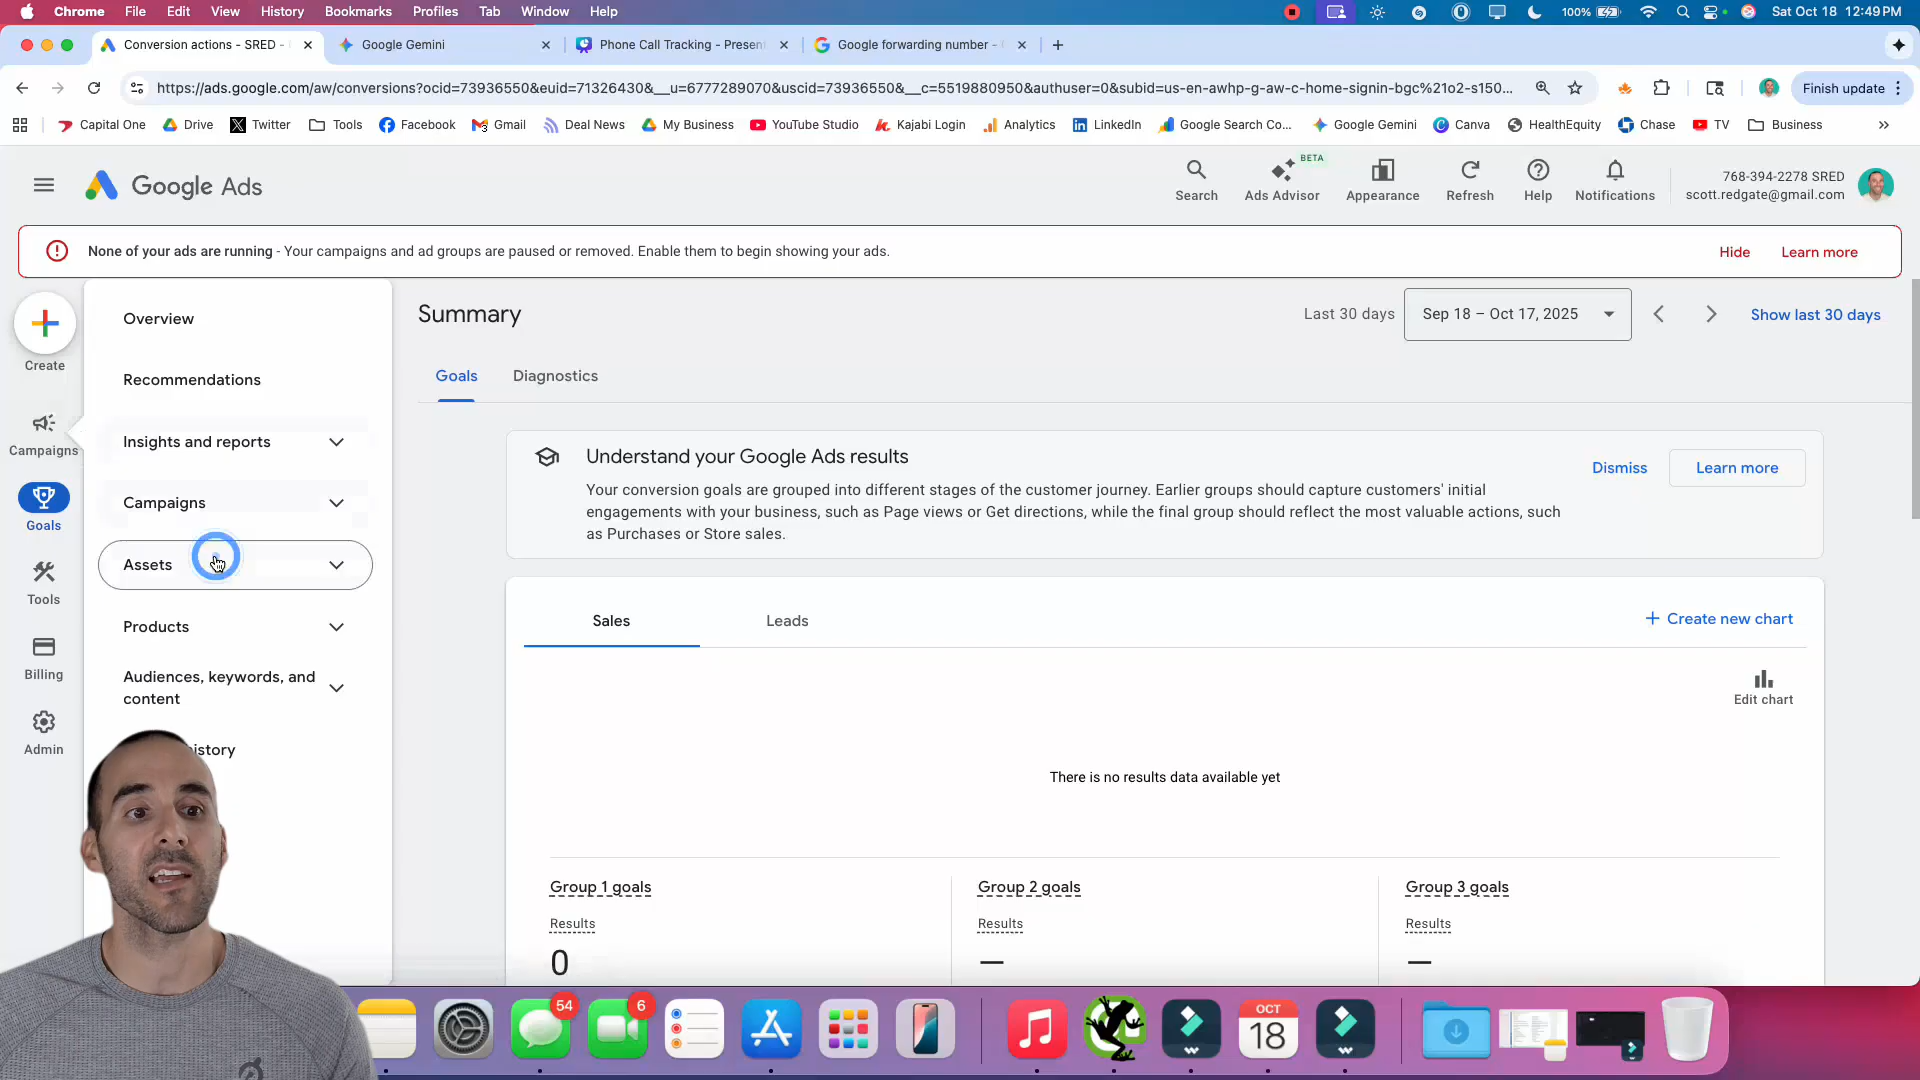 Chrome File Edit View History Bookmarks Profiles Tab Window Help 100% Sat Oct 18 12:49 PM
Conversion actions - SRED - Google Gemini Phone Call Tracking - Presen Google forwarding number -
https://ads.google.com/aw/conversions?ocid=73936550&euid=71326430&__u=6777289070&uscid=73936550&__c=5519880950&authuser=0&subid=us-en-awhp-g-aw-c-home-signin-bgc%21o2-s150... Finish update
Capital One Drive Twitter Tools Facebook Gmail Deal News My Business YouTube Studio Kajabi Login Analytics LinkedIn Google Search Co... Google Gemini Canva HealthEquity Chase TV Business
Google Ads
BETA
Search Ads Advisor Appearance Refresh Help Notifications
768-394-2278 SRED
scott.redgate@gmail.com
None of your ads are running - Your campaigns and ad groups are paused or removed. Enable them to begin showing your ads. Hide Learn more
Create
Campaigns
Goals
Tools
Billing
Admin
Overview
Recommendations
Insights and reports
Campaigns
Assets
Products
Audiences, keywords, and
content
istory
Summary
Last 30 days Sep 18 – Oct 17, 2025 Show last 30 days
Goals Diagnostics
Understand your Google Ads results
Your conversion goals are grouped into different stages of the customer journey. Earlier groups should capture customers' initial
engagements with your business, such as Page views or Get directions, while the final group should reflect the most valuable actions, such
as Purchases or Store sales.
Dismiss Learn more
Sales Leads + Create new chart
Edit chart
There is no results data available yet
Group 1 goals Group 2 goals Group 3 goals
Results Results Results
0 — —
54 6 OCT 18